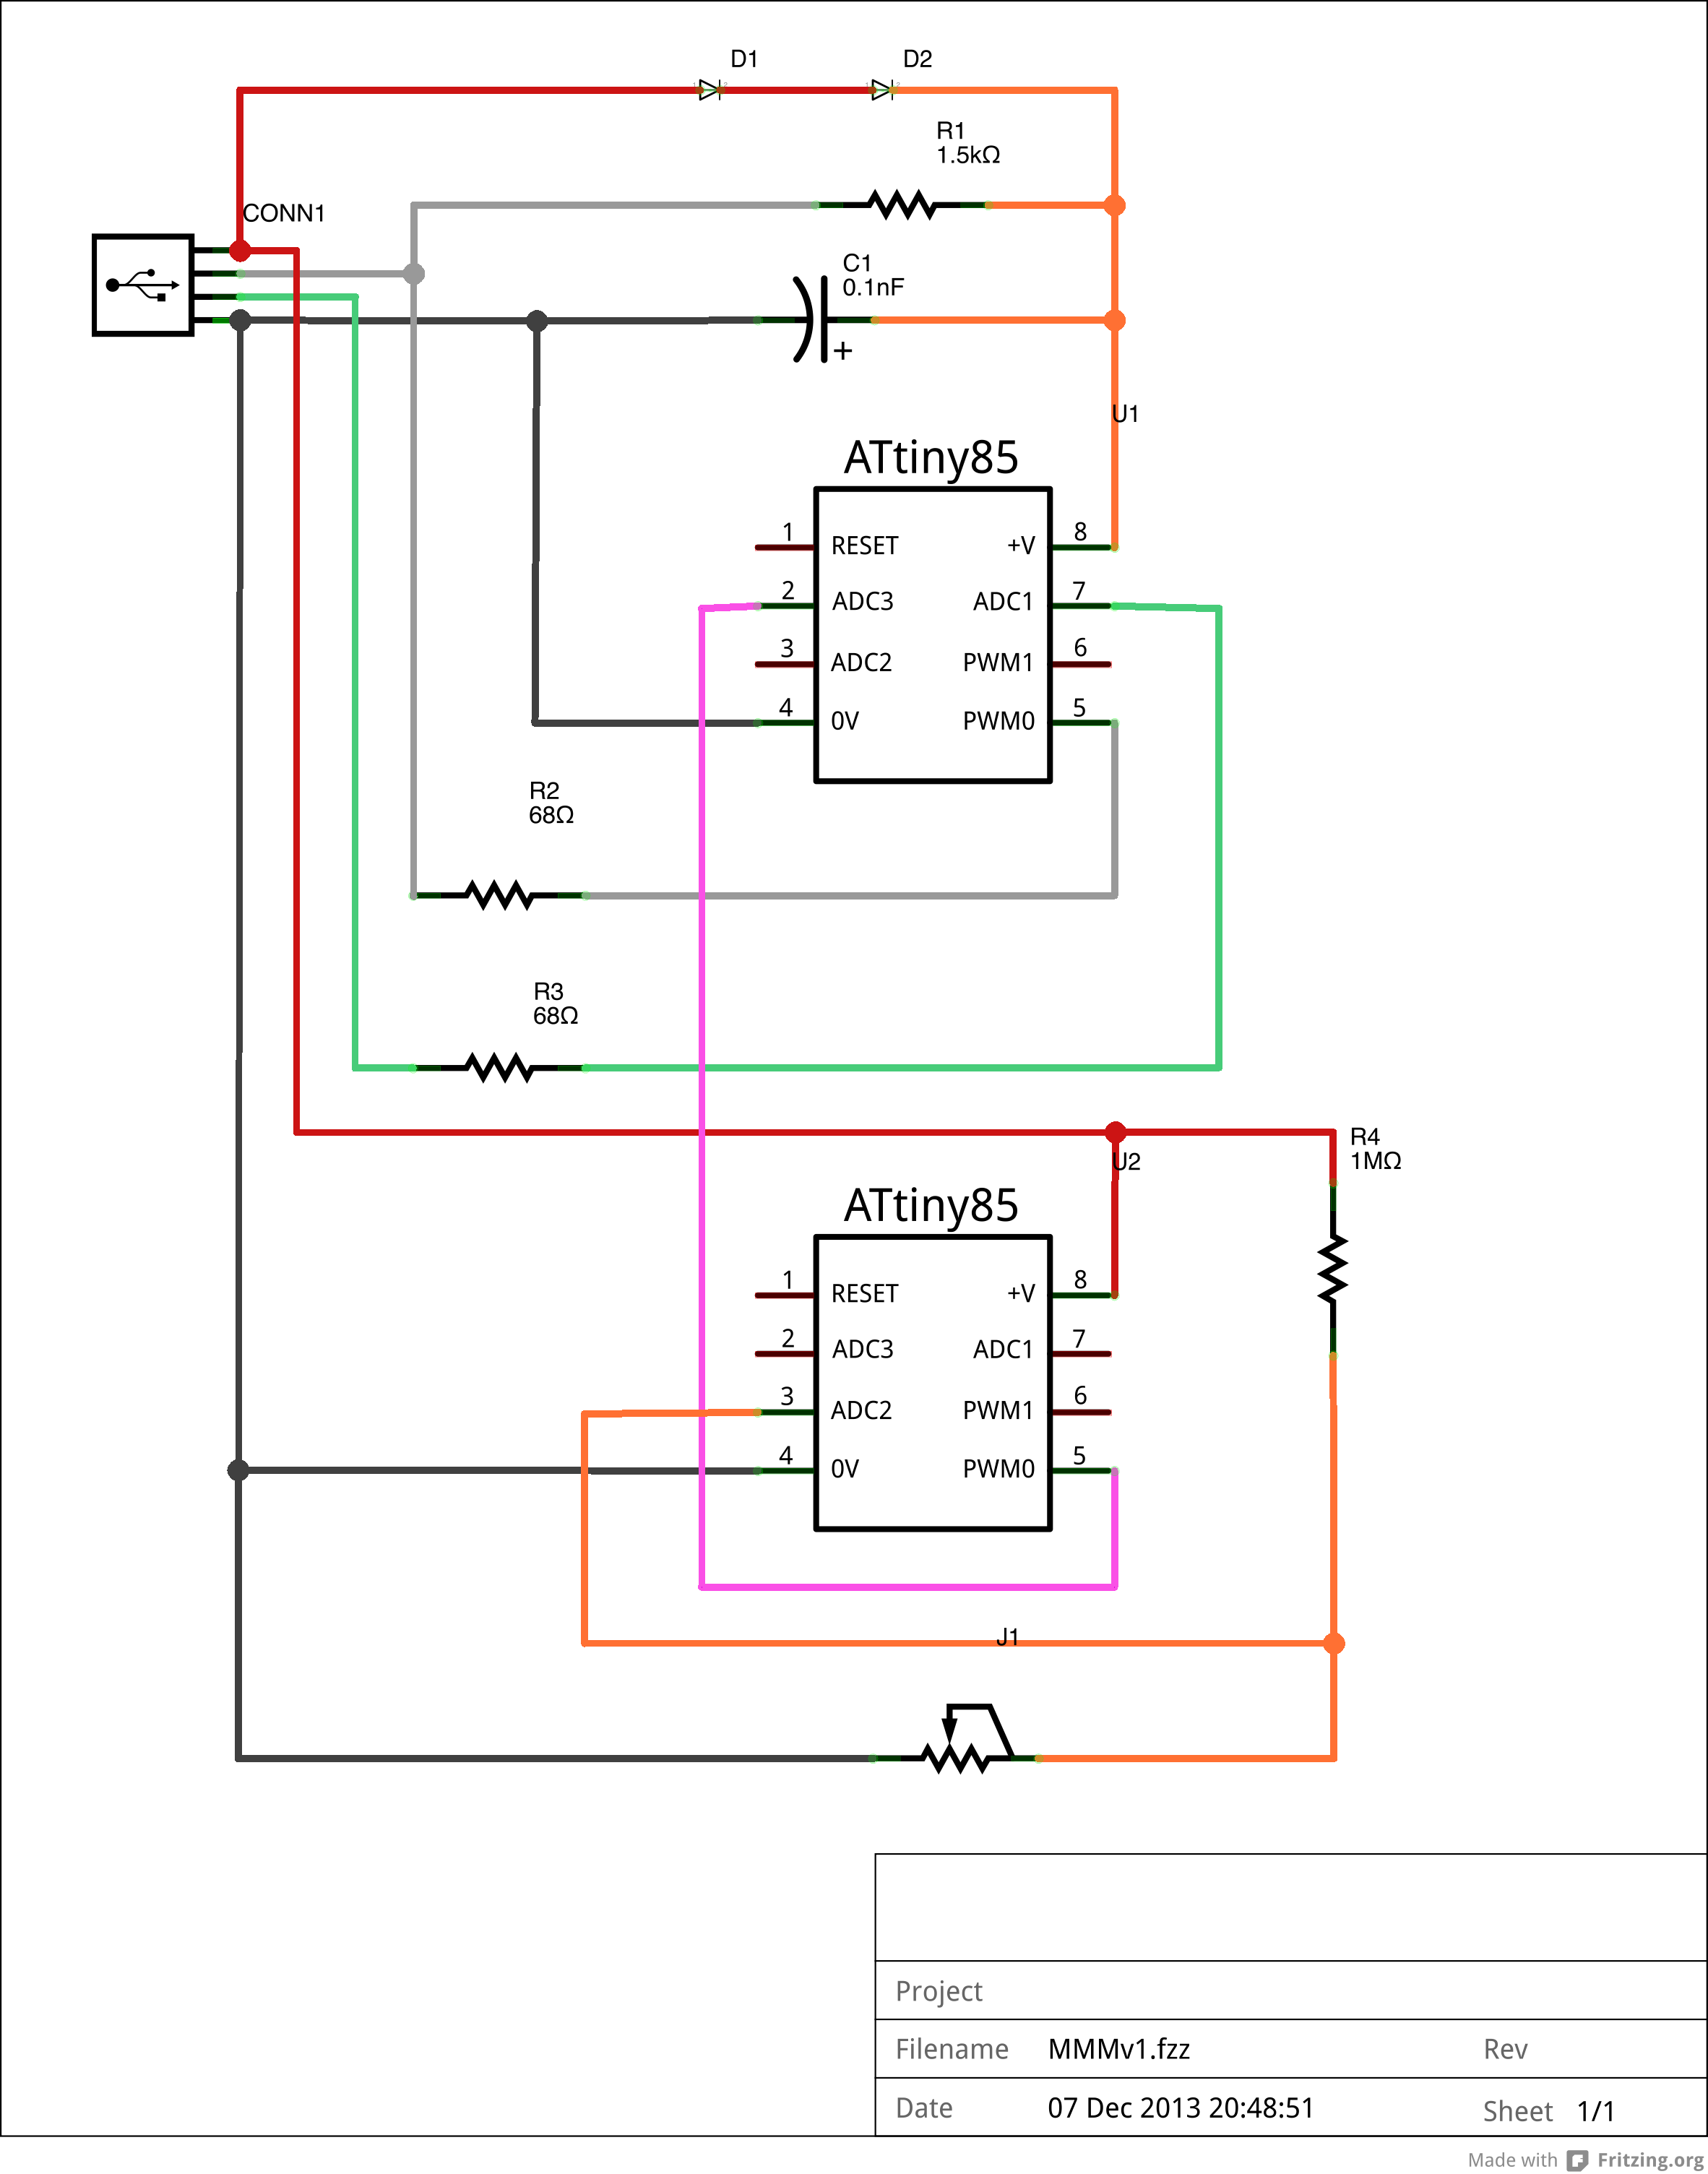 D1
D2
R1
1.5kΩ
CONN1
C1
0.1nF
+
U1
ATtiny85
1
RESET
+V
8
2
ADC3
ADC1
7
3
ADC2
PWM1
6
4
0V
PWM0
5
R2
68Ω
R3
68Ω
R4
1MΩ
U2
ATtiny85
1
RESET
+V
8
2
ADC3
ADC1
7
3
ADC2
PWM1
6
4
0V
PWM0
5
J1
Project
Filename MMMv1.fzz Rev
Date 07 Dec 2013 20:48:51 Sheet 1/1
Made with Fritzing.org